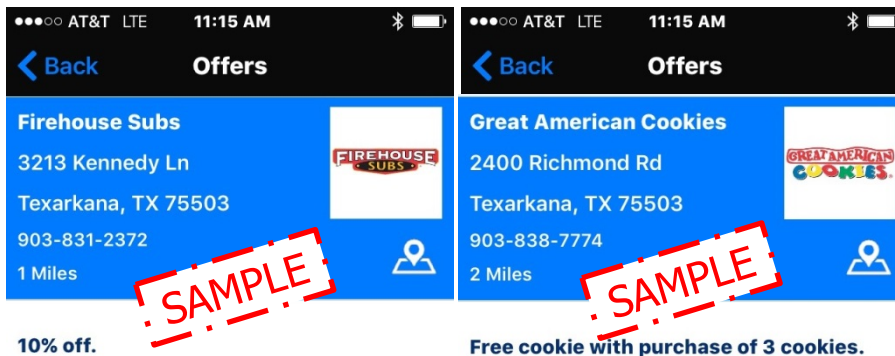 AT&T LTE 11:15 AM
Back Offers
Firehouse Subs
3213 Kennedy Ln
Texarkana, TX 75503
903-831-2372
1 Miles
FIREHOUSE
SUBS
SAMPLE
10% off.
AT&T LTE 11:15 AM
Back Offers
Great American Cookies
2400 Richmond Rd
Texarkana, TX 75503
903-838-7774
2 Miles
GREAT AMERICAN
COOKIES.
SAMPLE
Free cookie with purchase of 3 cookies.